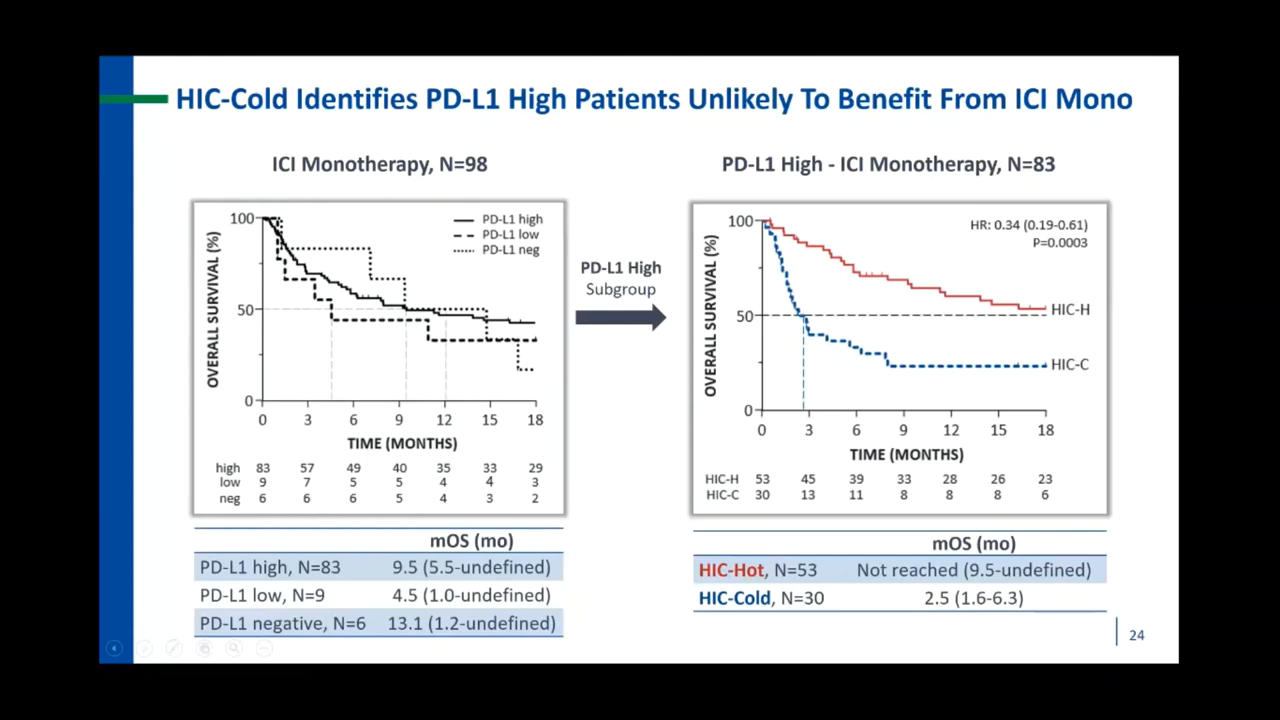 HIC-Cold Identifies PD-L1 High Patients Unlikely To Benefit From ICI Mono
ICI Monotherapy, N=98
100
50
0
OVERALL SURVIVAL (%)
PD-L1 high
PD-L1 low
PD-L1 neg
0 3 6 9 12 15 18
TIME (MONTHS)
high 83 57 49 40 35 33 29
low 9 7 5 5 4 4 3
neg 6 6 6 5 4 3 2
mOS (mo)
PD-L1 high, N=83 9.5 (5.5-undefined)
PD-L1 low, N=9 4.5 (1.0-undefined)
PD-L1 negative, N=6 13.1 (1.2-undefined)
PD-L1 High
Subgroup
PD-L1 High - ICI Monotherapy, N=83
100
50
0
OVERALL SURVIVAL (%)
HR: 0.34 (0.19-0.61)
P=0.0003
HIC-H
HIC-C
0 3 6 9 12 15 18
TIME (MONTHS)
HIC-H 53 45 39 33 28 26 23
HIC-C 30 13 11 8 8 8 6
mOS (mo)
HIC-Hot, N=53 Not reached (9.5-undefined)
HIC-Cold, N=30 2.5 (1.6-6.3)
24